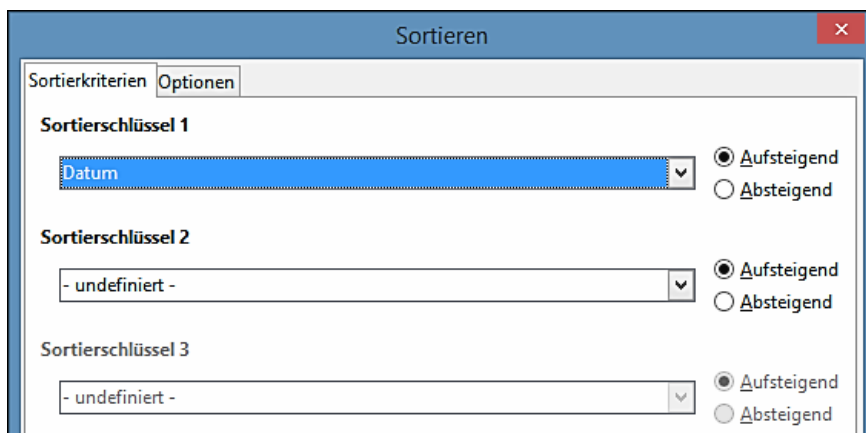 Sortieren
Sortierkriterien Optionen
Sortierschlüssel 1
Datum
Aufsteigend
Absteigend
Sortierschlüssel 2
- undefiniert -
Aufsteigend
Absteigend
Sortierschlüssel 3
- undefiniert -
Aufsteigend
Absteigend